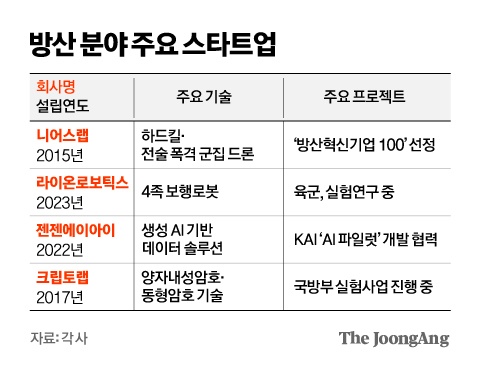 방산 분야 주요 스타트업
회사명
설립연도
주요 기술
주요 프로젝트
니어스랩
2015년
하드킬·
전술 폭격 군집 드론
‘방산혁신기업 100’ 선정
라이온로보틱스
2023년
4족 보행로봇
육군, 실험연구 중
젠젠에이아이
2022년
생성 AI 기반
데이터 솔루션
KAI ‘AI 파일럿’ 개발 협력
크립토랩
2017년
양자내성암호·
동형암호 기술
국방부 실험사업 진행 중
자료: 각 사
The JoongAng